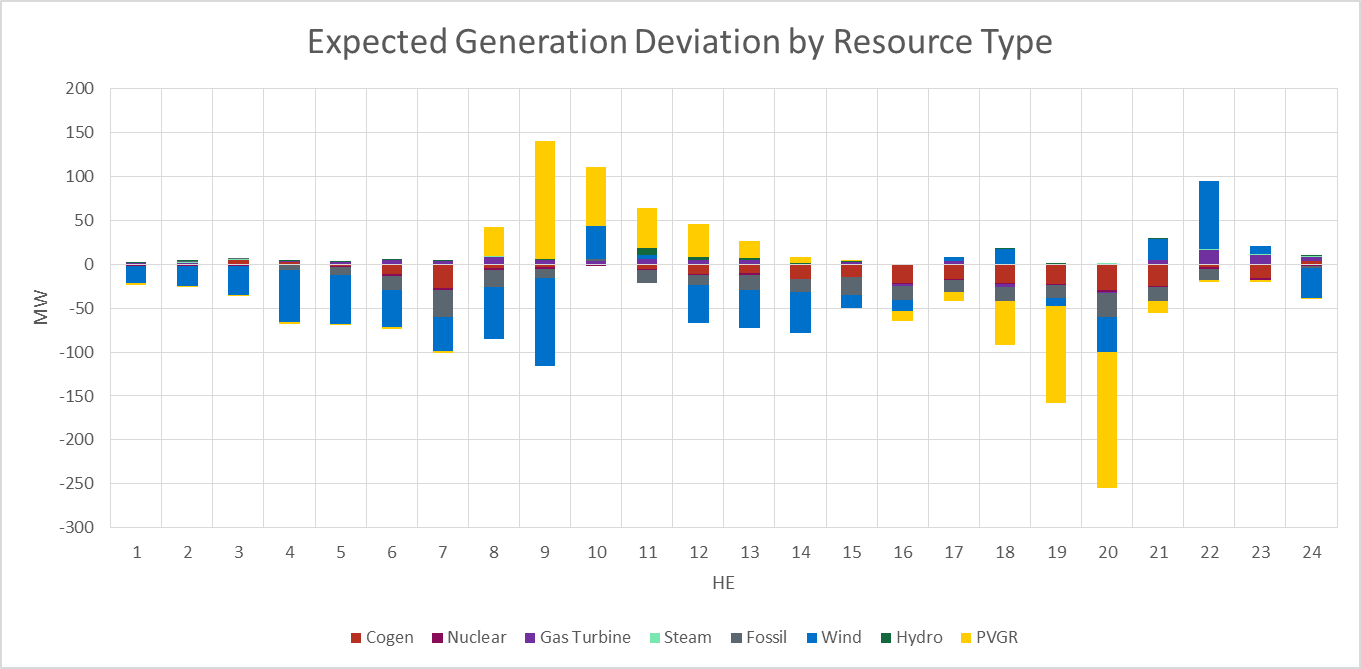 Expected Generation Deviation by Resource Type
200
150
100
50
0
-50
-100
-150
-200
-250
-300
MW
1 2 3 4 5 6 7 8 9 10 11 12 13 14 15 16 17 18 19 20 21 22 23 24
HE
Cogen Nuclear Gas Turbine Steam Fossil Wind Hydro PVGR